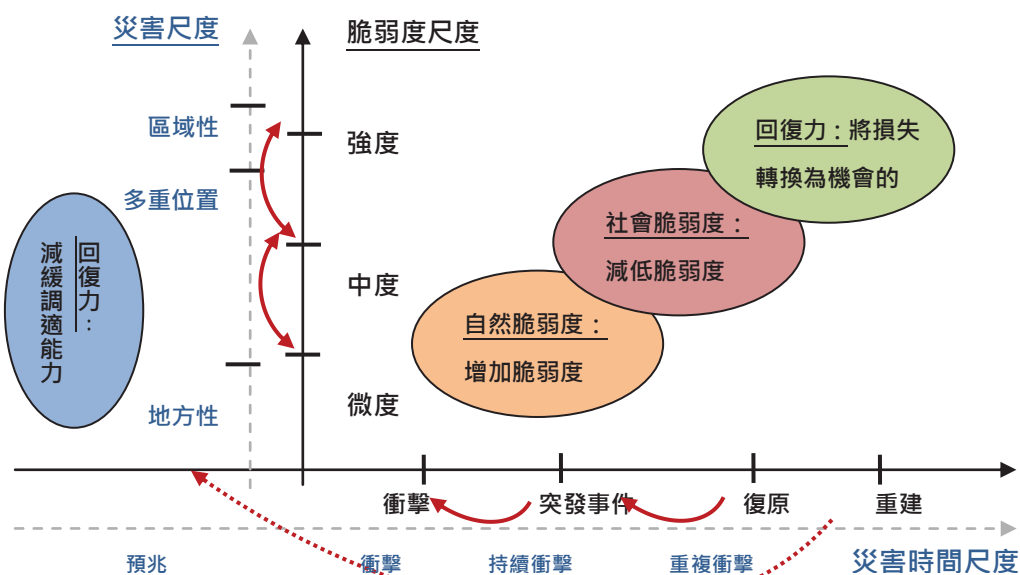 災害尺度
脆弱度尺度
區域性
強度
多重位置
中度
地方性
微度
回復力：
減緩調適能力
自然脆弱度：
增加脆弱度
社會脆弱度：
減低脆弱度
回復力：將損失
轉換為機會的
衝擊
突發事件
復原
重建
預兆
衝擊
持續衝擊
重複衝擊
災害時間尺度